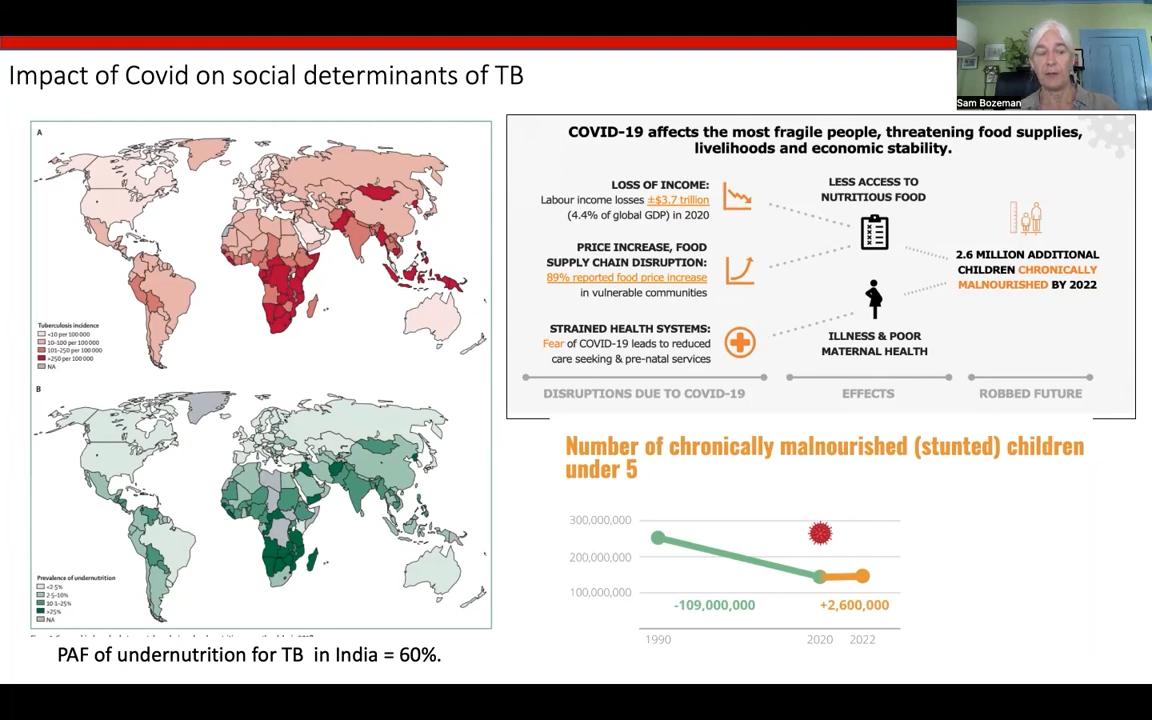 Impact of Covid on social determinants of TB
Sam Bozeman
A
Tuberculosis incidence
<10 per 100 000
10–100 per 100 000
101–250 per 100 000
>250 per 100 000
NA
B
Prevalence of undernutrition
<2·5%
2·5–10%
10·1–25%
>25%
NA
PAF of undernutrition for TB in India = 60%.
COVID-19 affects the most fragile people, threatening food supplies,
livelihoods and economic stability.
LOSS OF INCOME:
Labour income losses ±$3.7 trillion
(4.4% of global GDP) in 2020
PRICE INCREASE, FOOD
SUPPLY CHAIN DISRUPTION:
89% reported food price increase
in vulnerable communities
STRAINED HEALTH SYSTEMS:
Fear of COVID-19 leads to reduced
care seeking & pre-natal services
DISRUPTIONS DUE TO COVID-19
LESS ACCESS TO
NUTRITIOUS FOOD
ILLNESS & POOR
MATERNAL HEALTH
EFFECTS
2.6 MILLION ADDITIONAL
CHILDREN CHRONICALLY
MALNOURISHED BY 2022
ROBBED FUTURE
Number of chronically malnourished (stunted) children
under 5
300,000,000
200,000,000
100,000,000
-109,000,000
+2,600,000
1990
2020
2022